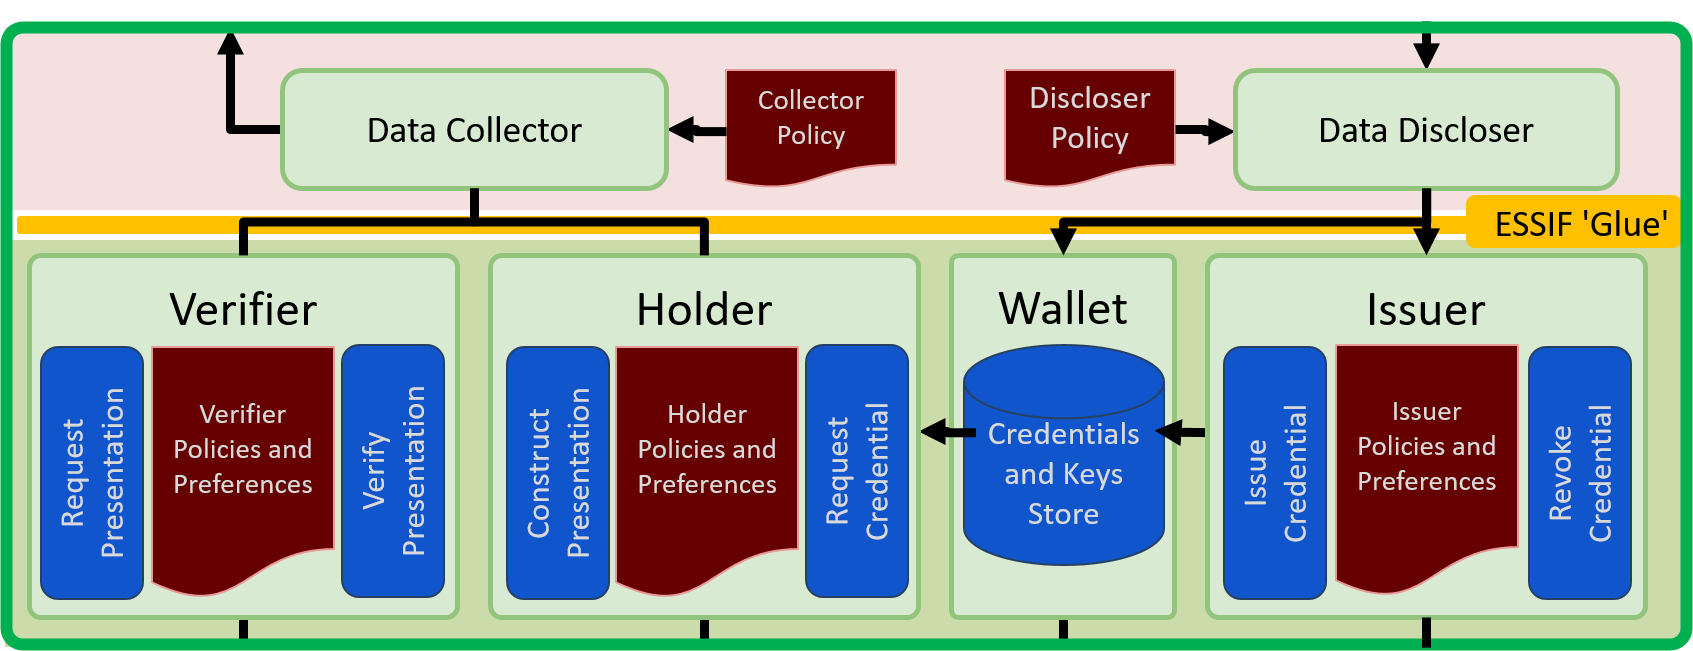 Data Collector
Collector
Policy
Discloser
Policy
Data Discloser
ESSIF 'Glue'
Verifier
Request
Presentation
Verifier
Policies and
Preferences
Verify
Presentation
Holder
Construct
Presentation
Holder
Policies and
Preferences
Request
Credential
Wallet
Credentials
and Keys
Store
Issuer
Issue
Credential
Issuer
Policies and
Preferences
Revoke
Credential